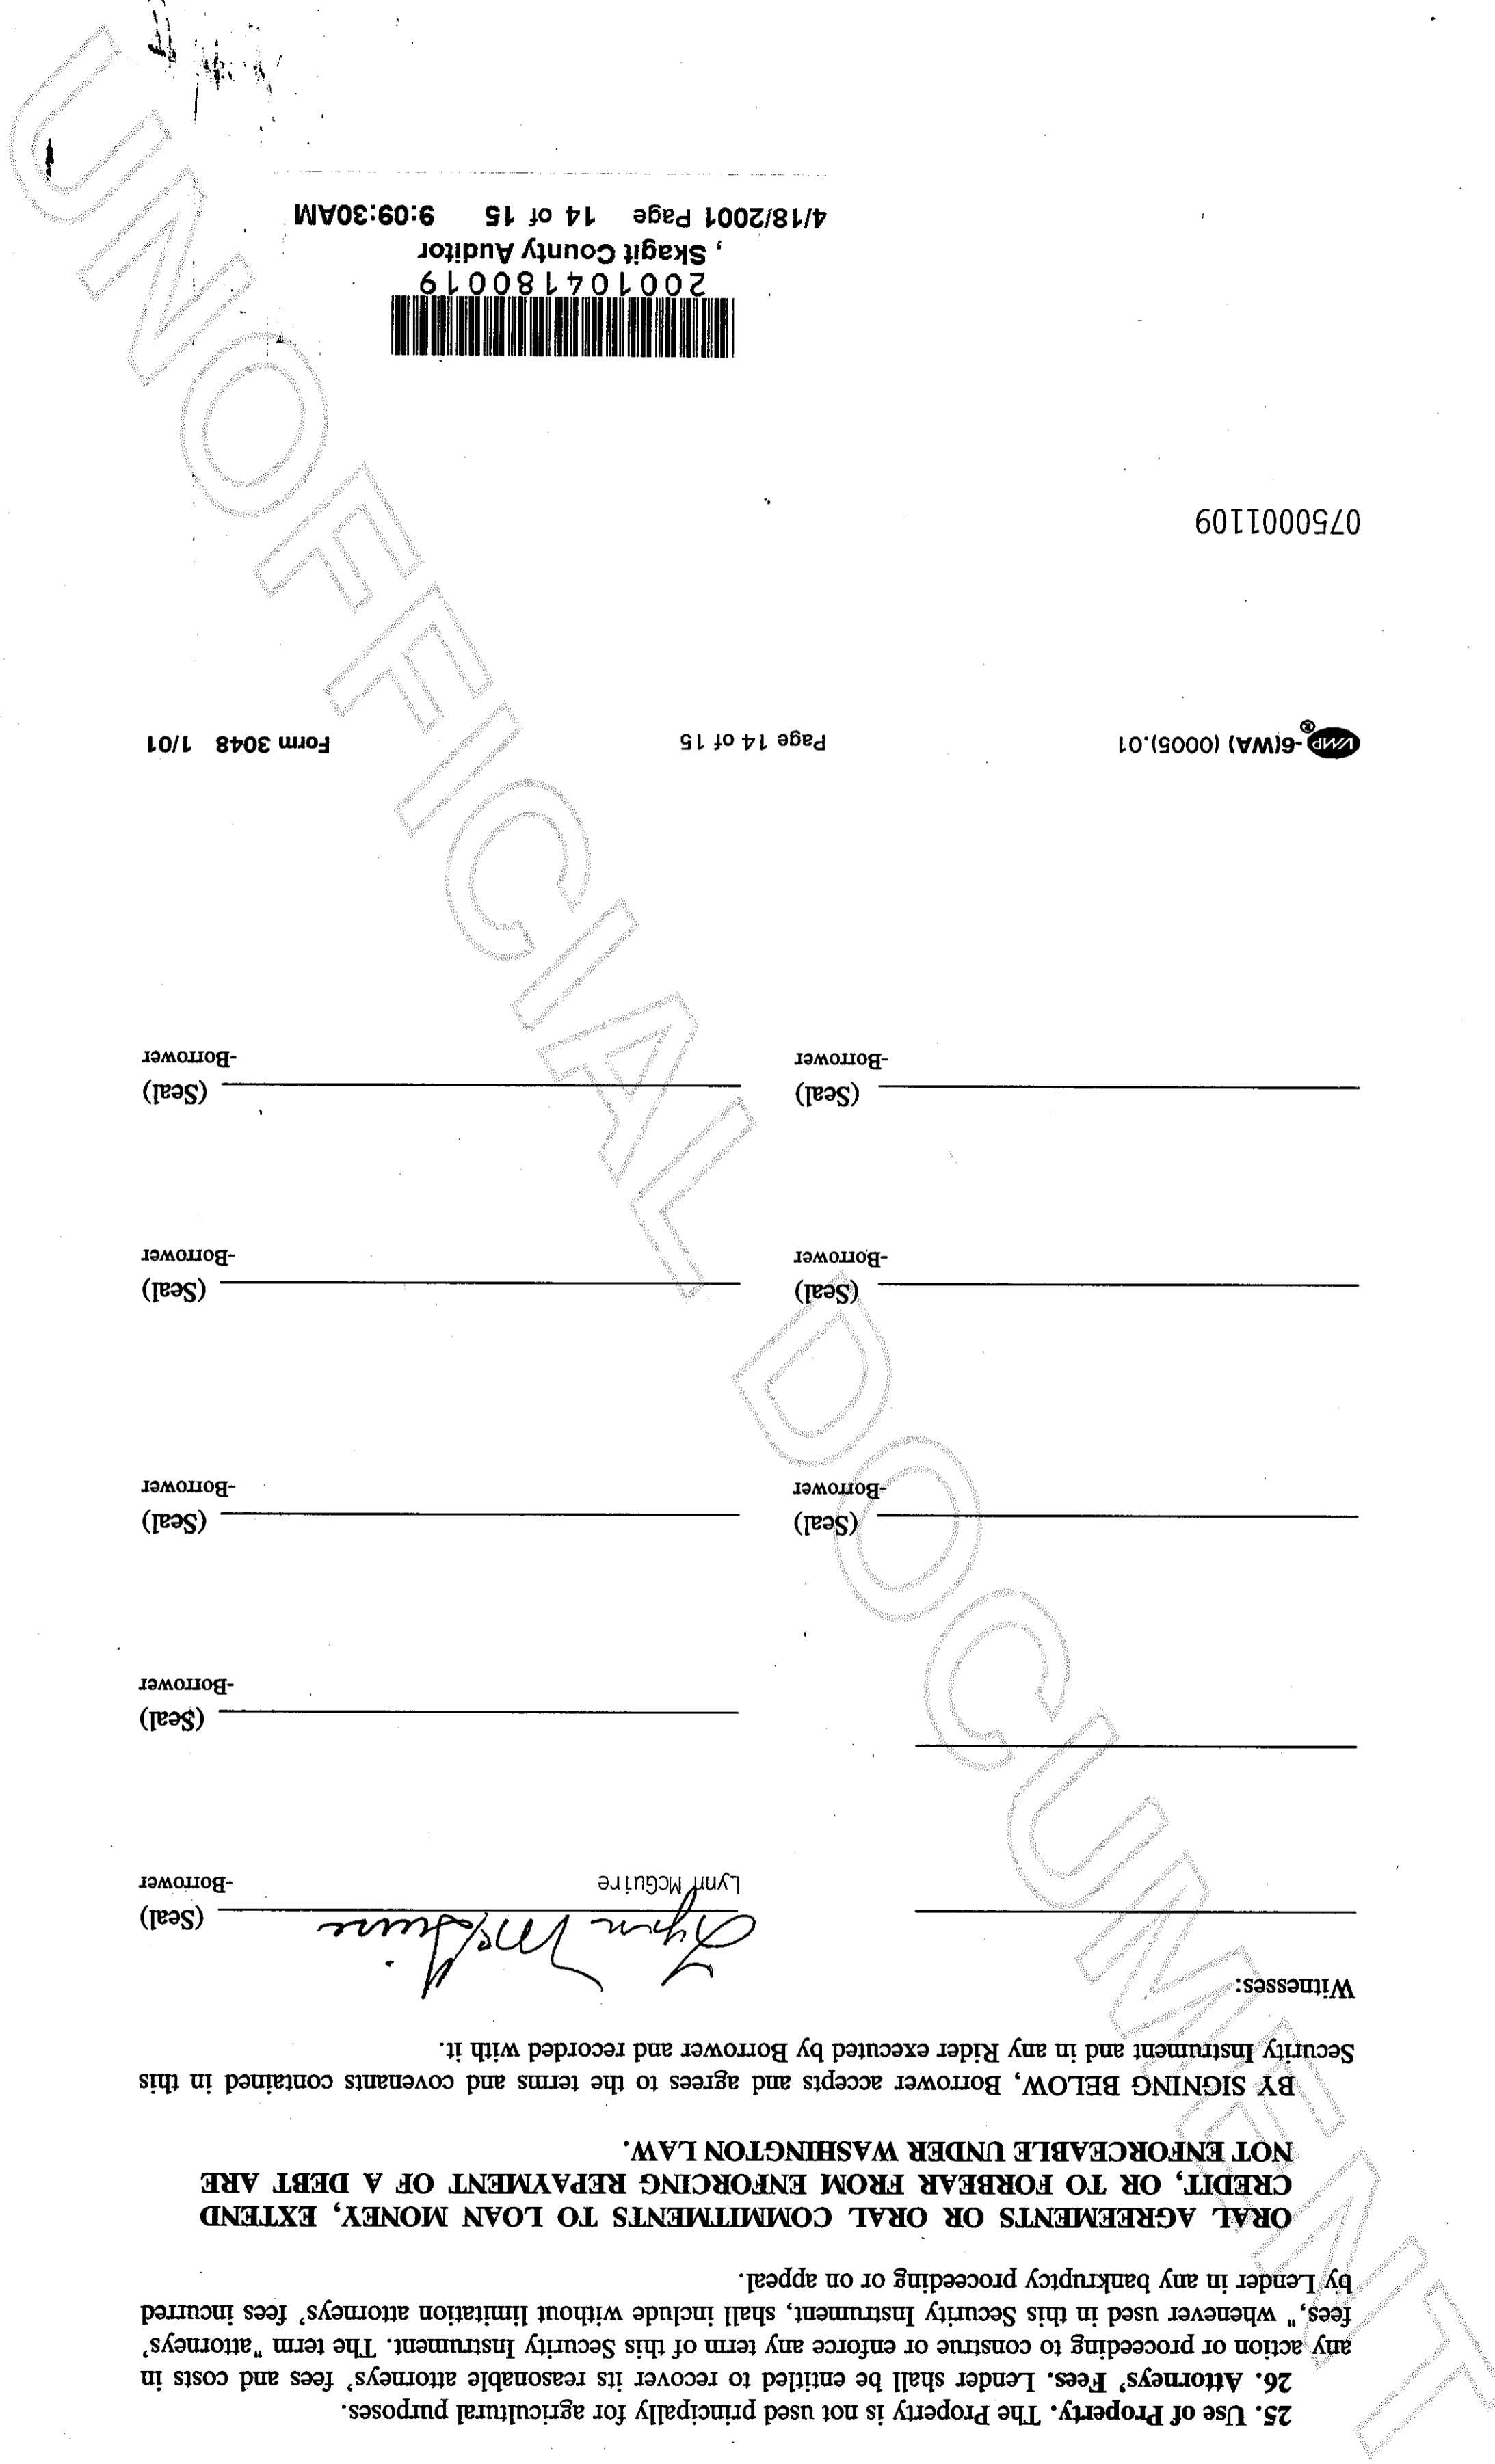 25. Use of Property. The Property is not used principally for agricultural purposes.
26. Attorneys' Fees. Lender shall be entitled to recover its reasonable attorneys' fees and costs in
any action or proceeding to construe or enforce any term of this Security Instrument. The term "attorneys'
fees," whenever used in this Security Instrument, shall include without limitation attorneys' fees incurred
by Lender in any bankruptcy proceeding or on appeal.
ORAL AGREEMENTS OR ORAL COMMITMENTS TO LOAN MONEY, EXTEND
CREDIT, OR TO FORBEAR FROM ENFORCING REPAYMENT OF A DEBT ARE
NOT ENFORCEABLE UNDER WASHINGTON LAW.
BY SIGNING BELOW, Borrower accepts and agrees to the terms and covenants contained in this
Security Instrument and in any Rider executed by Borrower and recorded with it.
Witnesses:
Lynn McGuire (Seal)
Lynn McGuire -Borrower
(Seal)
-Borrower
(Seal) (Seal)
-Borrower -Borrower
(Seal) (Seal)
-Borrower -Borrower
(Seal) (Seal)
-Borrower -Borrower
VMP®-6(WA) (0005).01 Page 14 of 15 Form 3048 1/01
0750001109
200104180019
, Skagit County Auditor
4/18/2001 Page 14 of 15 9:09:30AM
UNOFFICIAL DOCUMENT